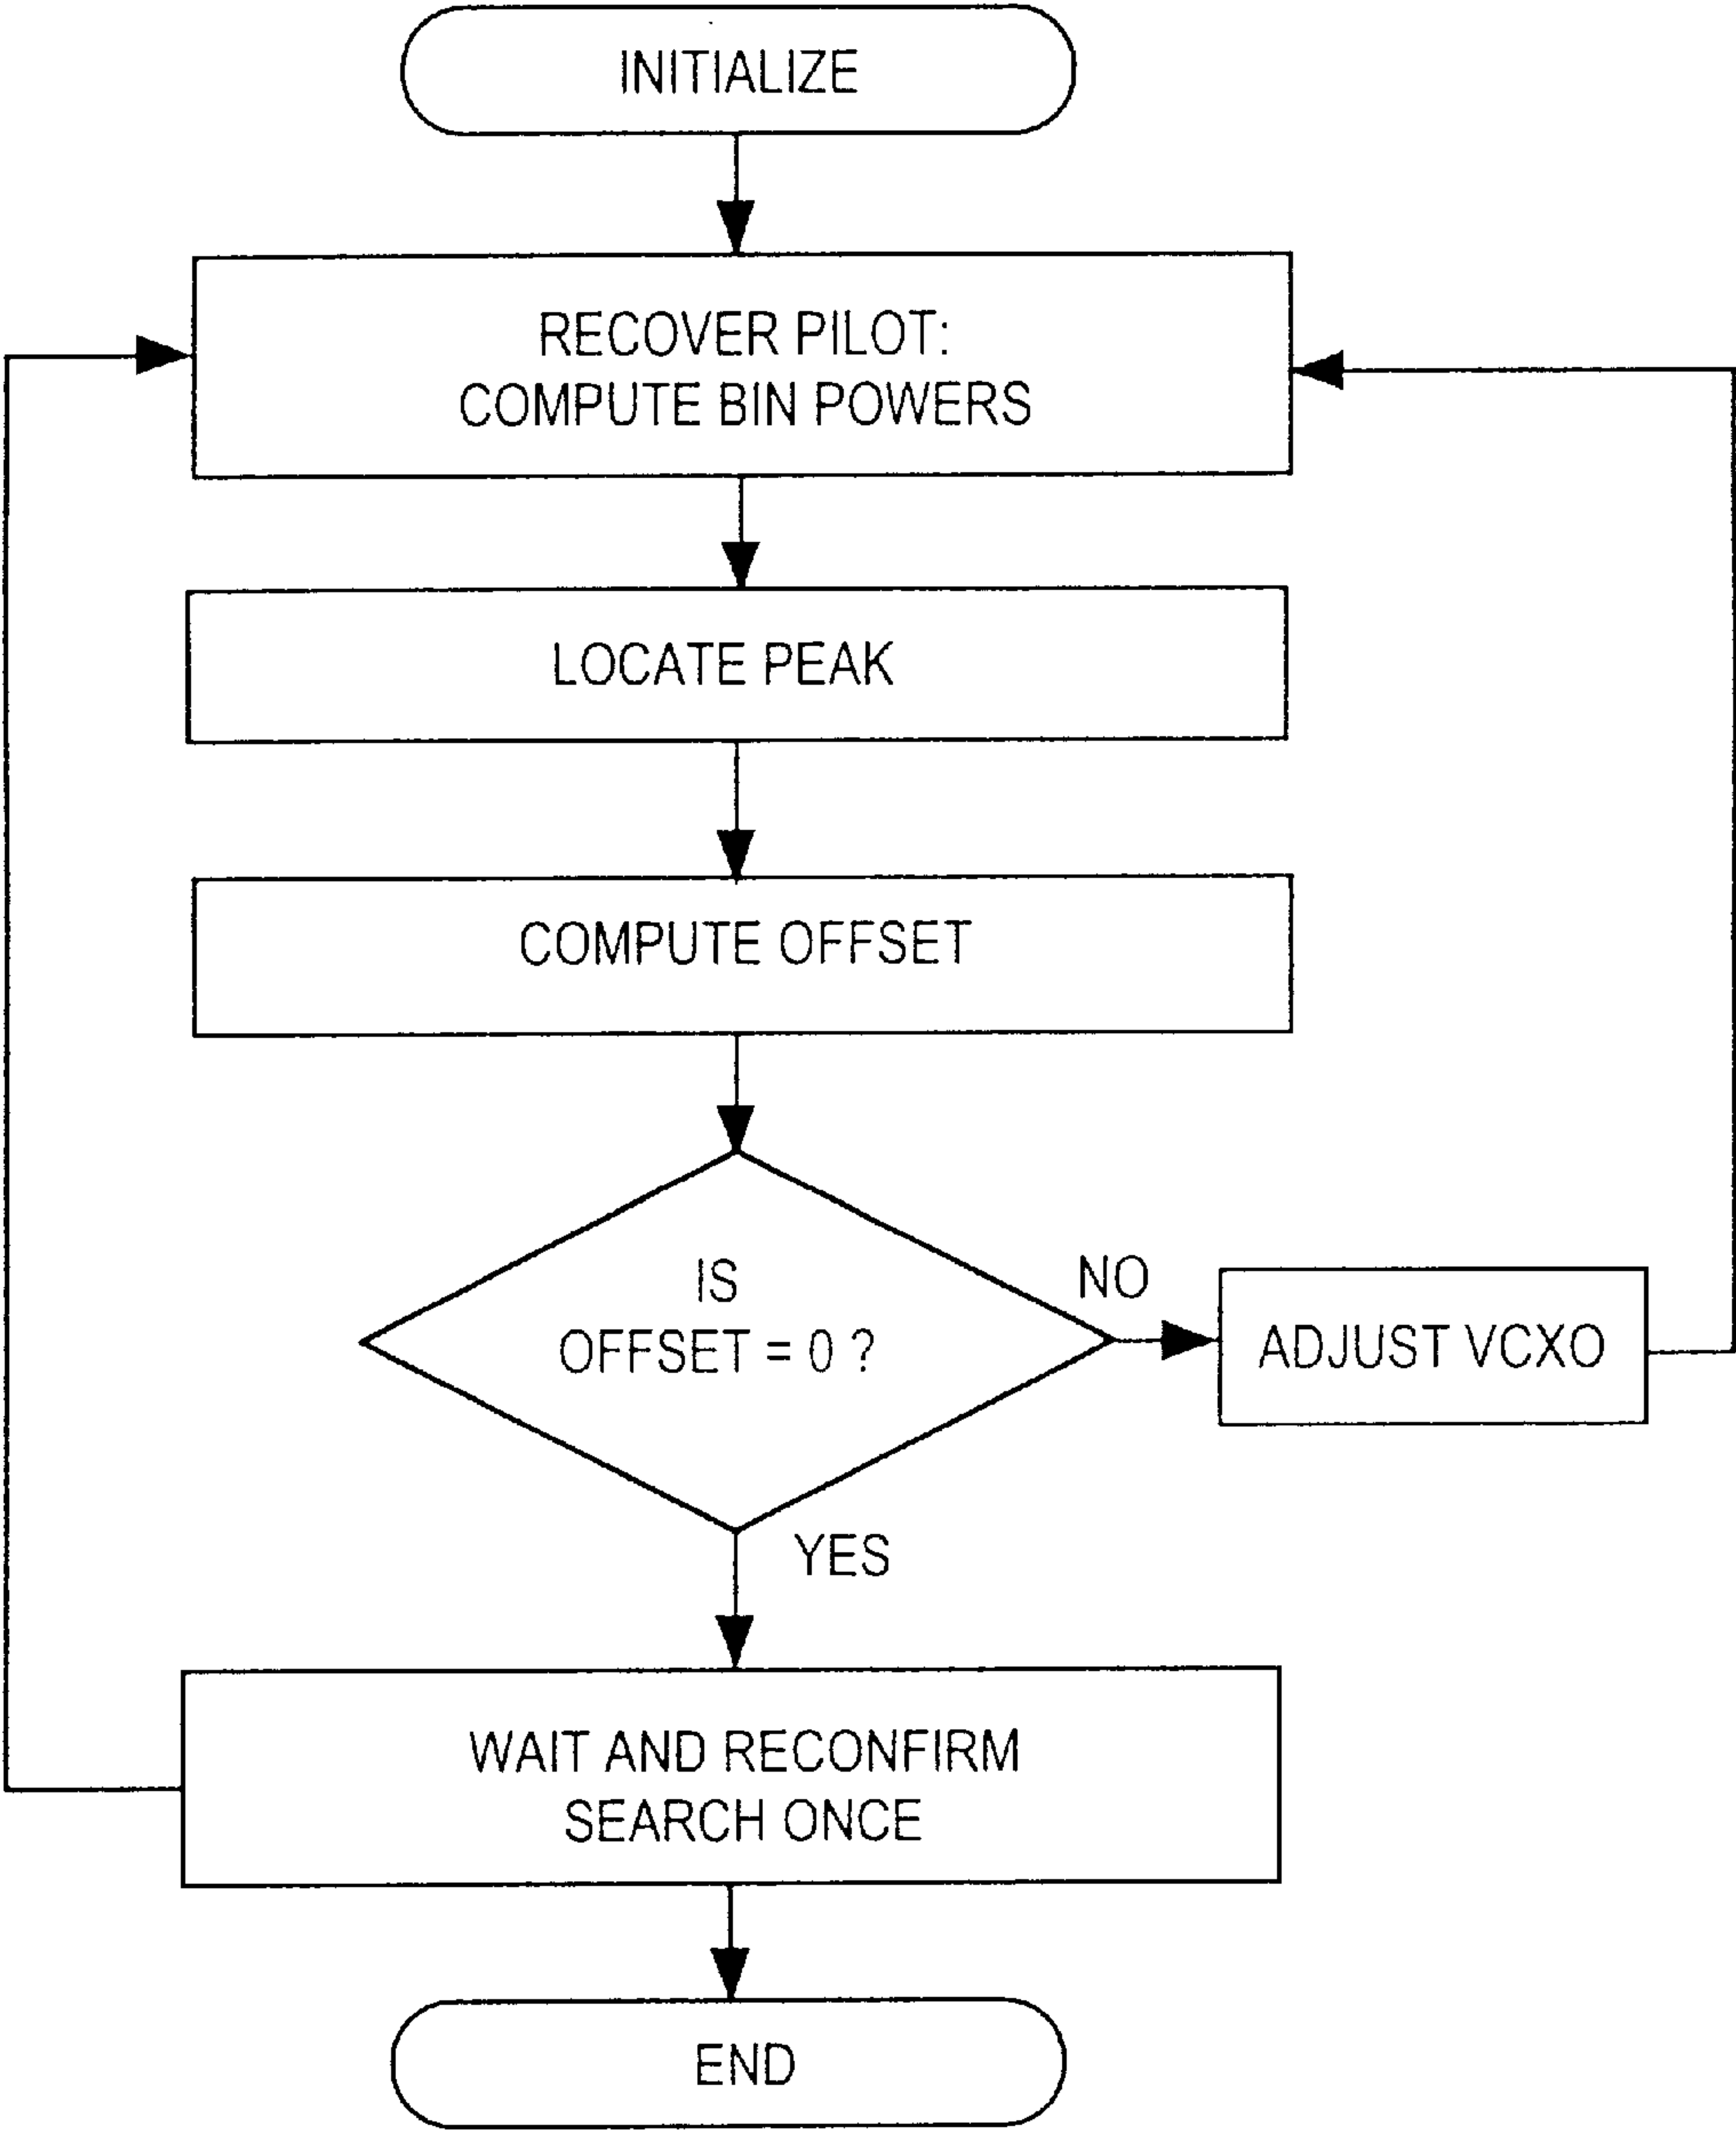 INITIALIZE
RECOVER PILOT:
COMPUTE BIN POWERS
LOCATE PEAK
COMPUTE OFFSET
IS
OFFSET = 0 ?
NO
ADJUST VCXO
YES
WAIT AND RECONFIRM
SEARCH ONCE
END